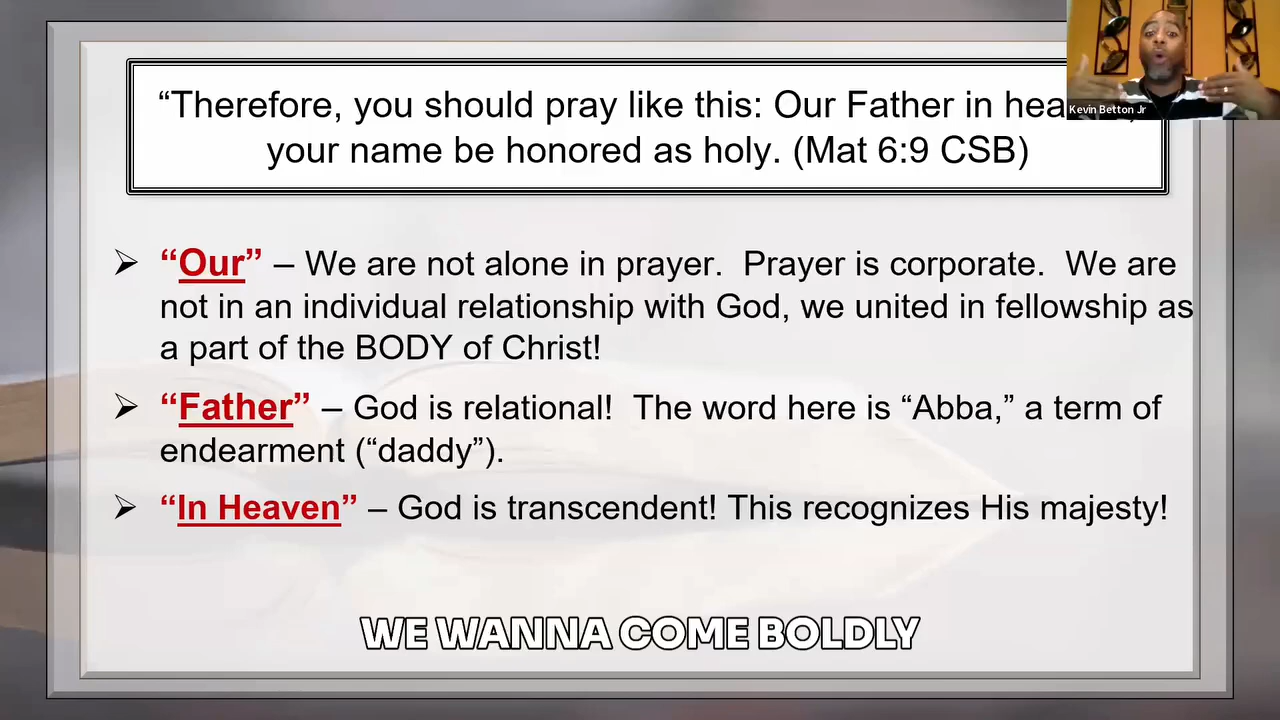 “Therefore, you should pray like this: Our Father in
your name be honored as holy. (Mat 6:9 CSB)
Kevin Betton Jr
➢ “Our” – We are not alone in prayer.  Prayer is corporate.  We are
not in an individual relationship with God, we united in fellowship as
a part of the BODY of Christ!
➢ “Father” – God is relational!  The word here is “Abba,” a term of
endearment (“daddy”).
➢ “In Heaven” – God is transcendent! This recognizes His majesty!
WE WANNA COME BOLDLY